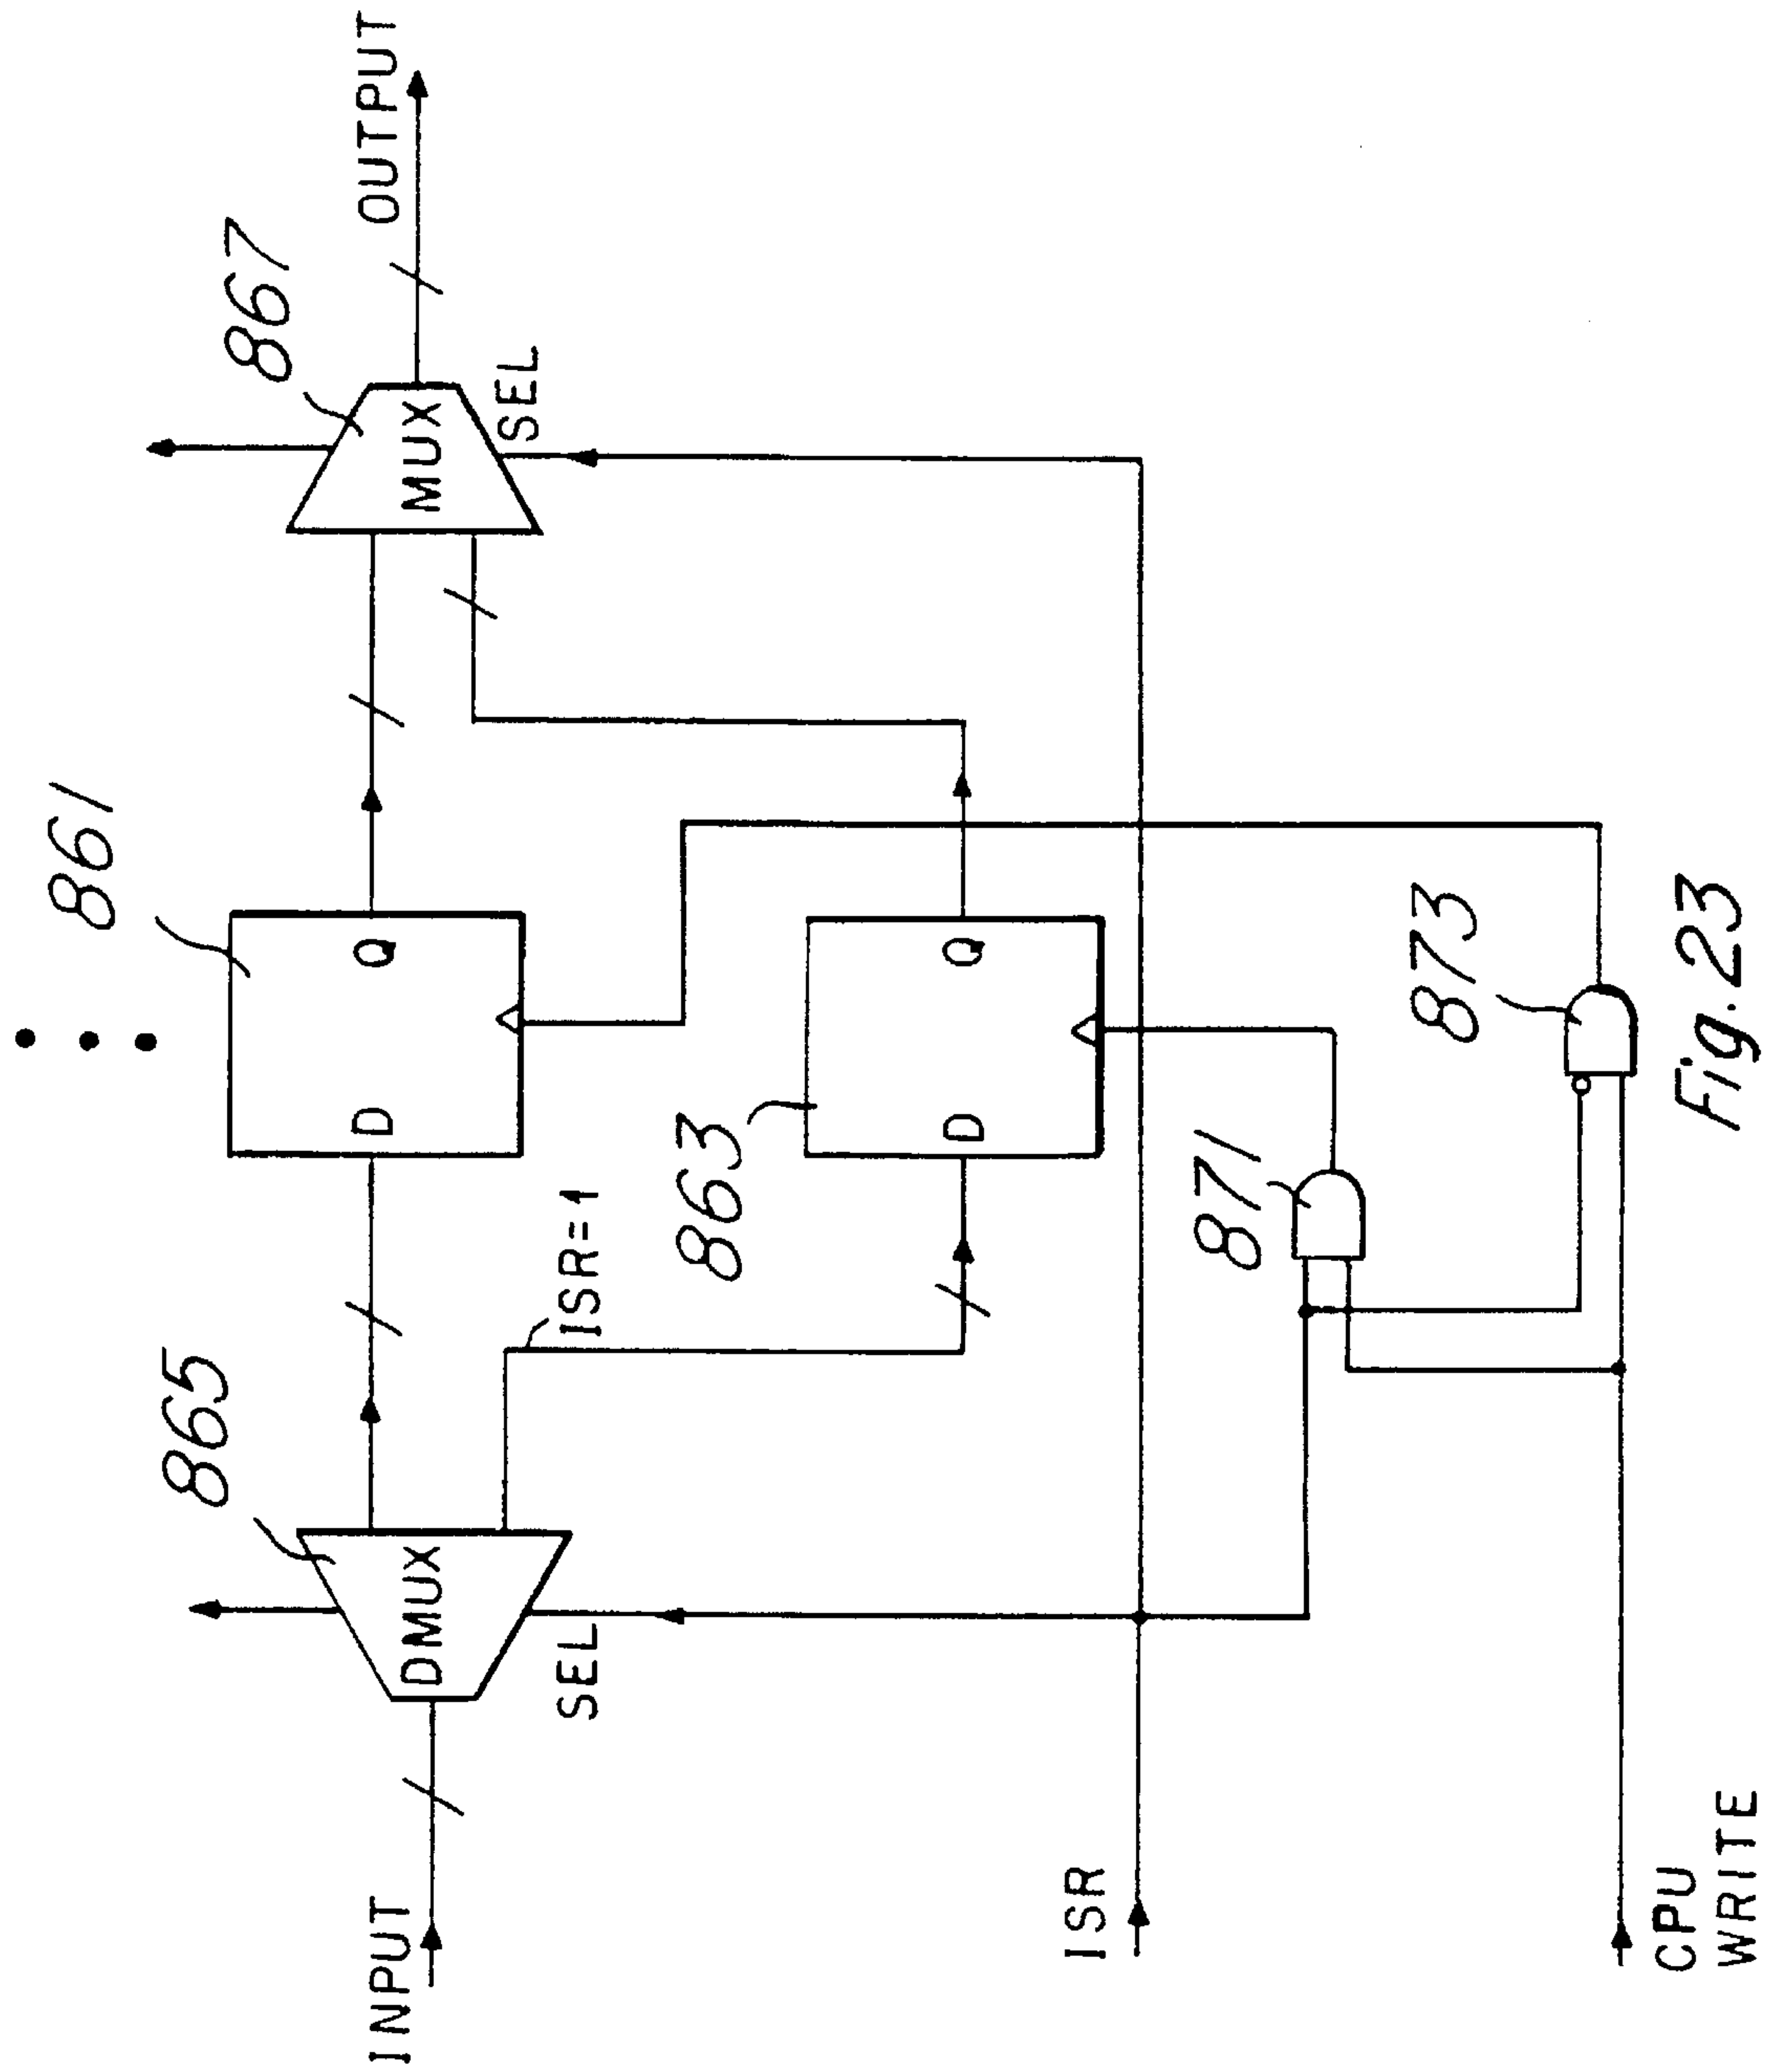 861
867
OUTPUT
865
INPUT
DMUX
SEL
D
Q
MUX
SEL
ISR=1
863
D
Q
ISR
871
873
CPU
WRITE
Fig. 23